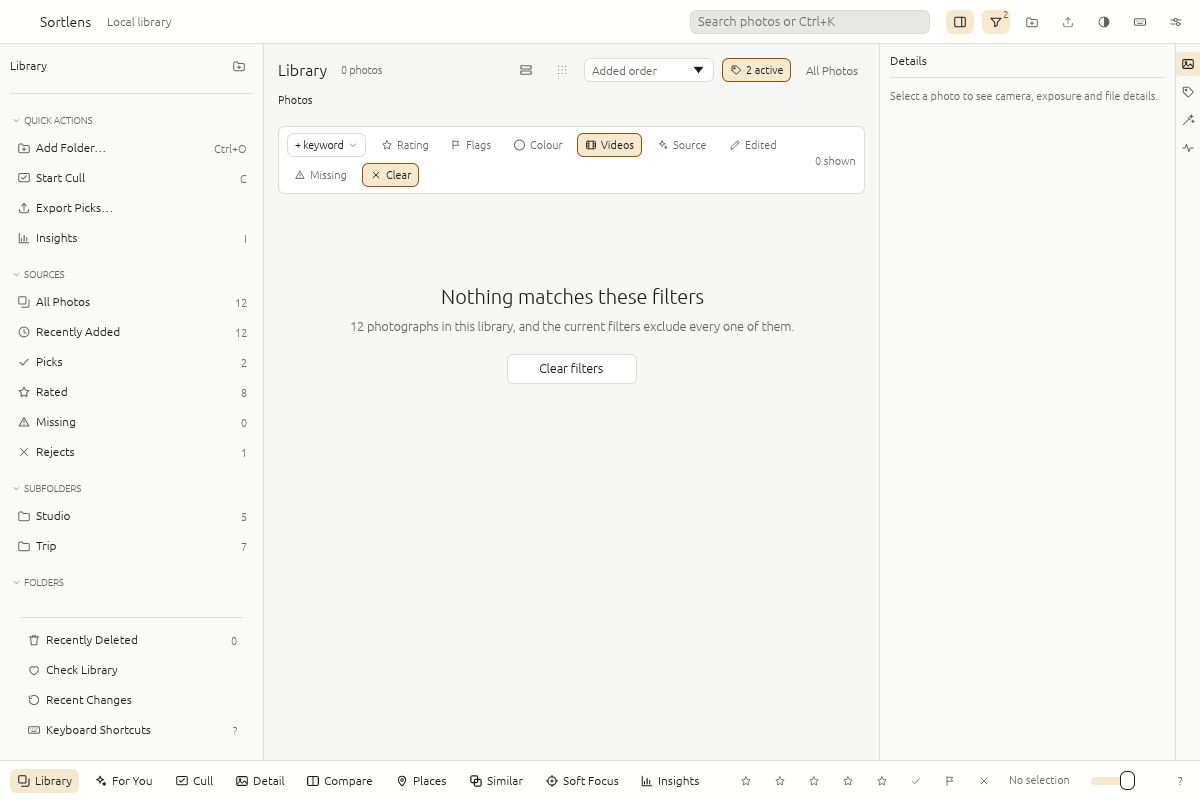 Sortlens Local library Search photos or Ctrl+K 2
Library
QUICK ACTIONS
Add Folder... Ctrl+O
Start Cull C
Export Picks...
Insights I
SOURCES
All Photos 12
Recently Added 12
Picks 2
Rated 8
Missing 0
Rejects 1
SUBFOLDERS
Studio 5
Trip 7
FOLDERS
Recently Deleted 0
Check Library
Recent Changes
Keyboard Shortcuts ?
Library 0 photos Added order 2 active All Photos
Photos
+ keyword Rating Flags Colour Videos Source Edited
Missing Clear
0 shown
Nothing matches these filters
12 photographs in this library, and the current filters exclude every one of them.
Clear filters
Details
Select a photo to see camera, exposure and file details.
Library For You Cull Detail Compare Places Similar Soft Focus Insights No selection ?